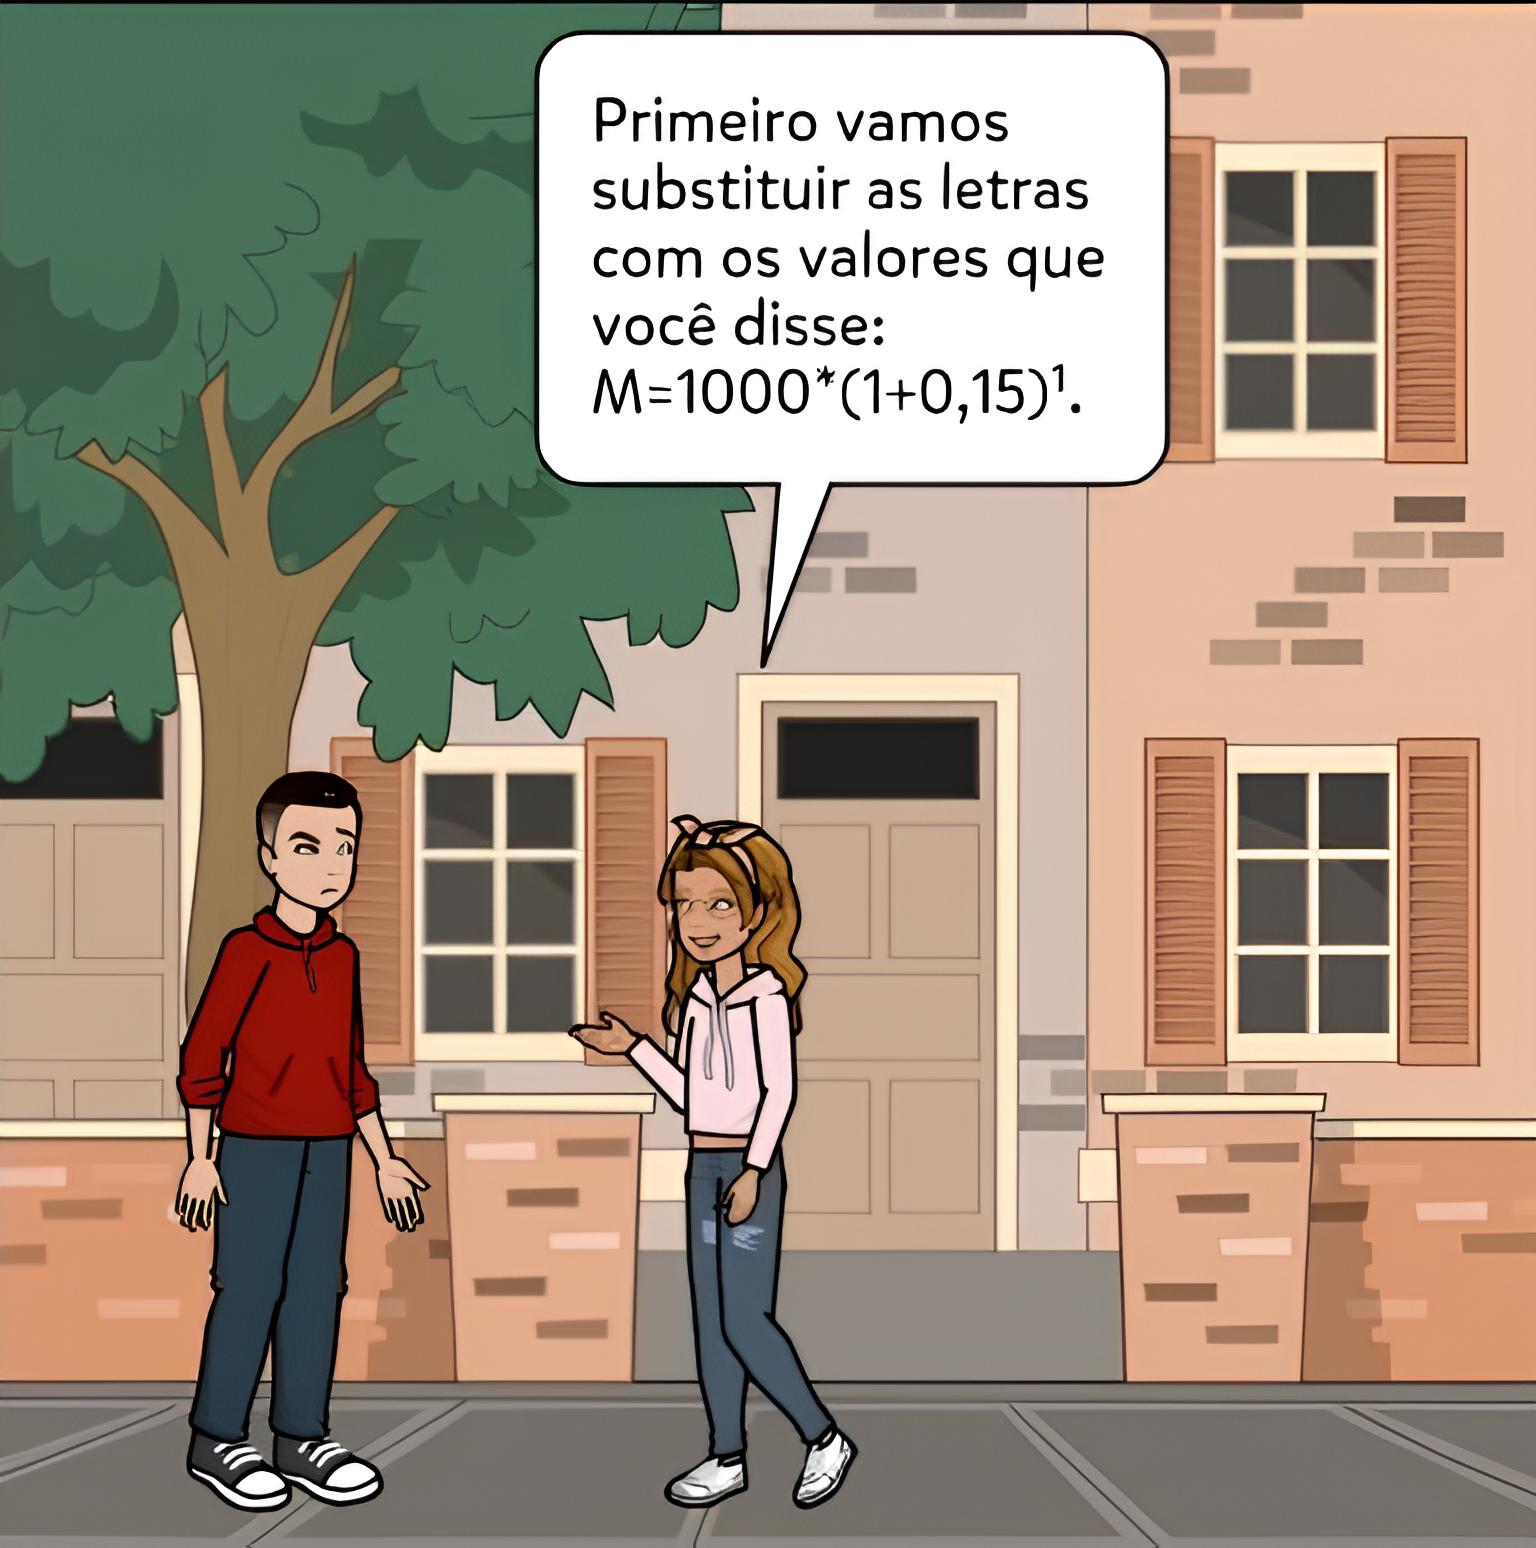 Primeiro vamos
substituir as letras
com os valores que
você disse:
M=1000*(1+0,15)¹.